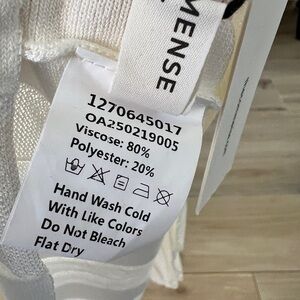 MENSE
1270645017
OA250219005
Viscose: 80%
Polyester: 20%
Hand Wash Cold
With Like Colors
Do Not Bleach
Flat Dry